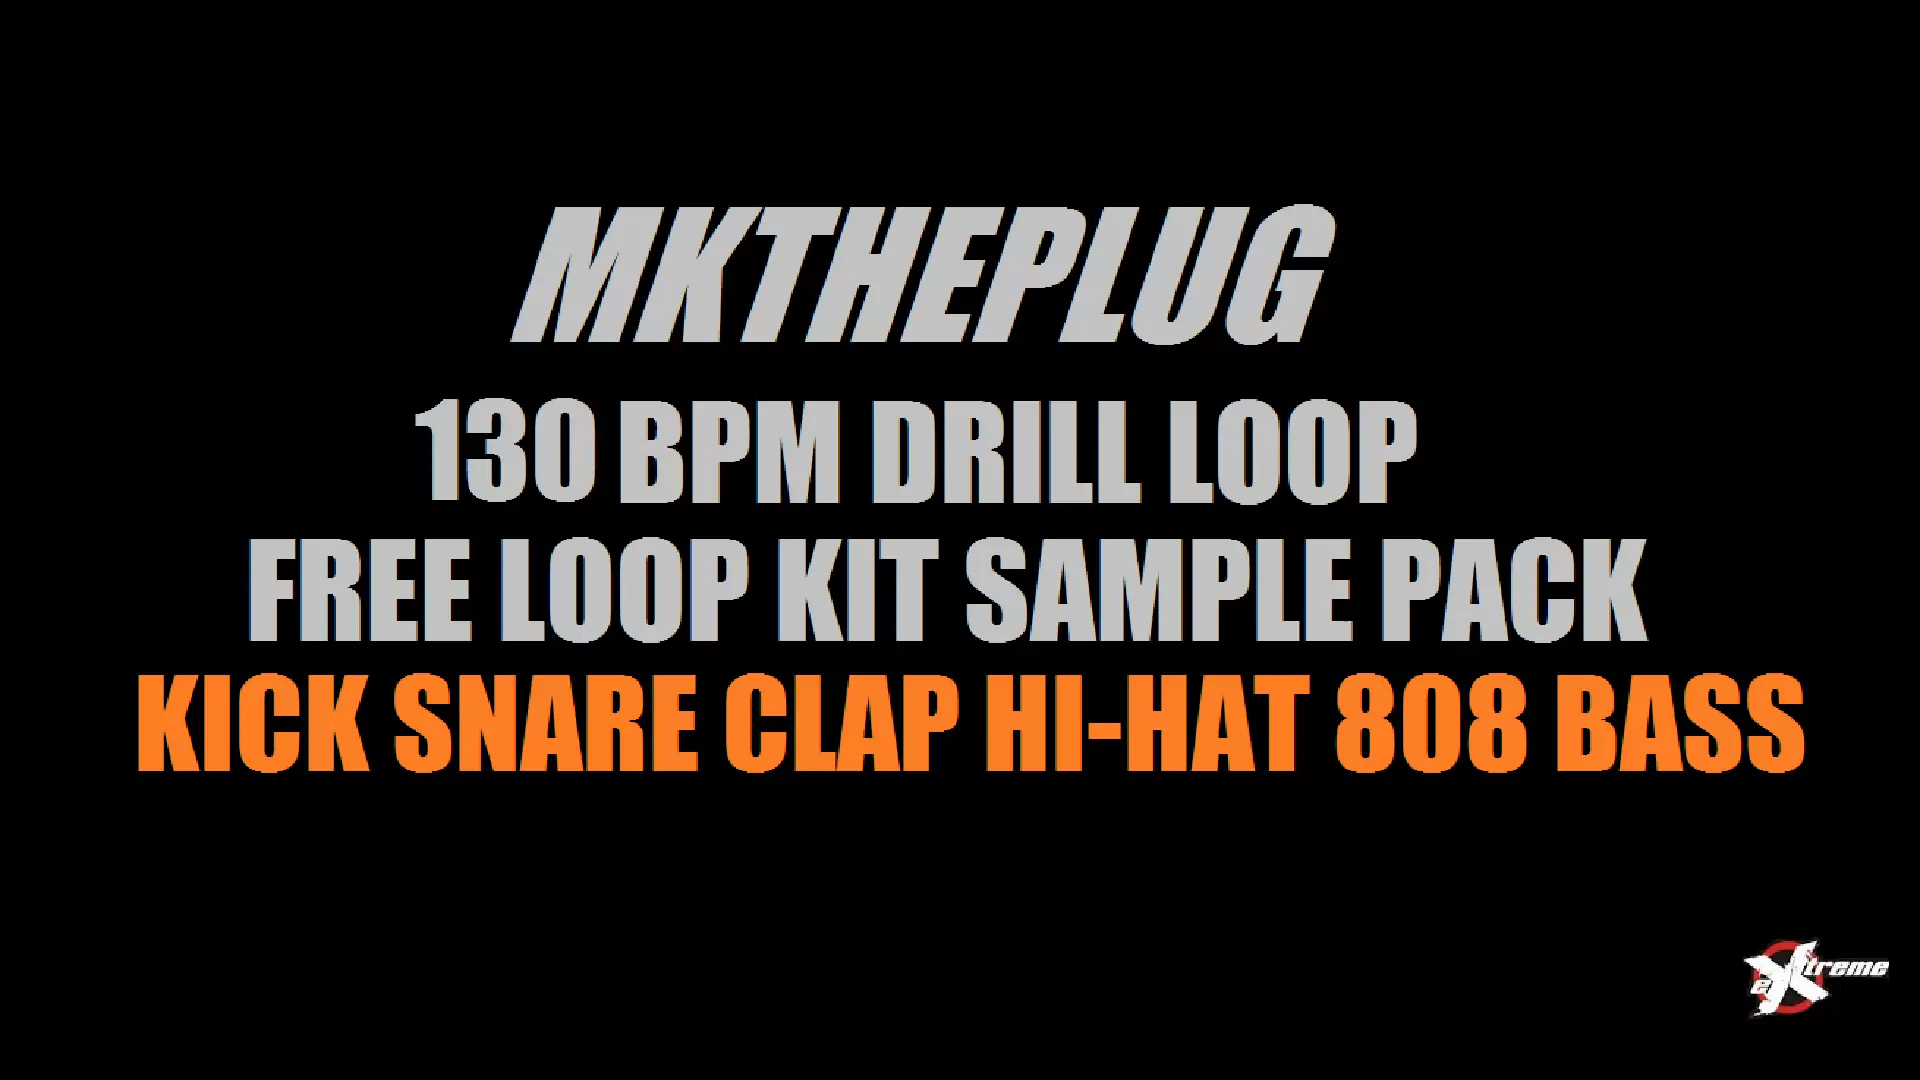 MKTHEPLUG
130 BPM DRILL LOOP
FREE LOOP KIT SAMPLE PACK
KICK SNARE CLAP HI-HAT 808 BASS
eXtreme